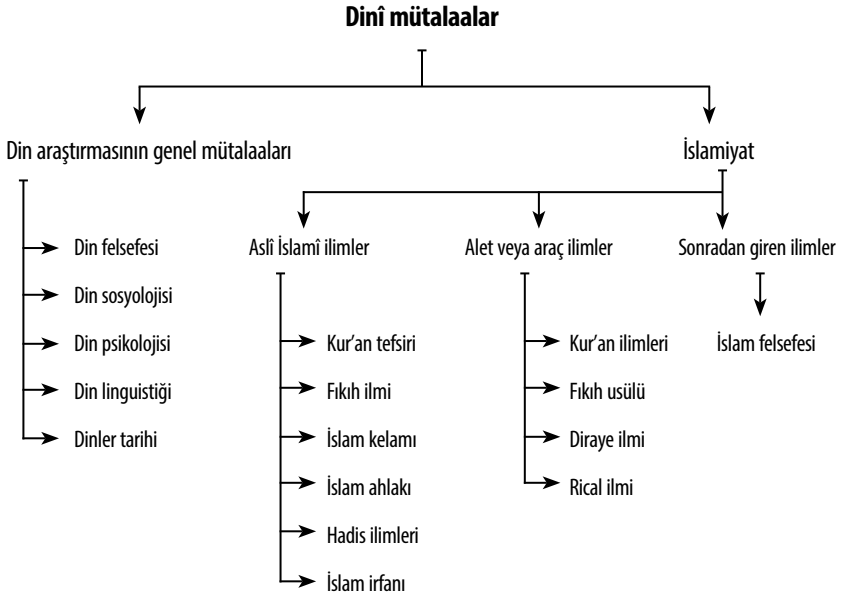 Dinî mütalaalar
Din araştırmasının genel mütalaaları
İslamiyat
Din felsefesi
Din sosyolojisi
Din psikolojisi
Din linguistiği
Dinler tarihi
Aslî İslamî ilimler
Kur'an tefsiri
Fıkıh ilmi
İslam kelamı
İslam ahlakı
Hadis ilimleri
İslam irfanı
Alet veya araç ilimler
Kur'an ilimleri
Fıkıh usülü
Diraye ilmi
Rical ilmi
Sonradan giren ilimler
İslam felsefesi